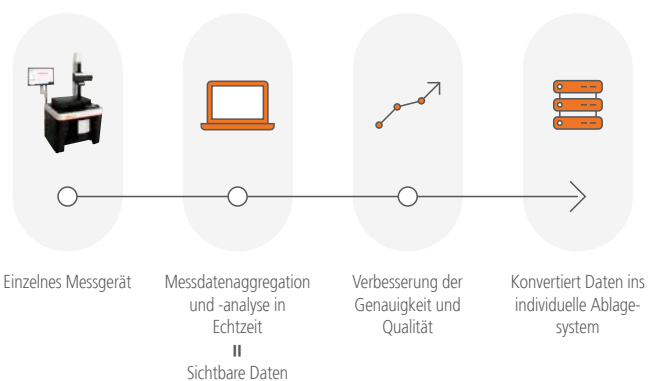 Einzelnes Messgerät
Messdatenaggregation
und -analyse in
Echtzeit
=
Sichtbare Daten
Verbesserung der
Genauigkeit und
Qualität
Konvertiert Daten ins
individuelle Ablage-
system